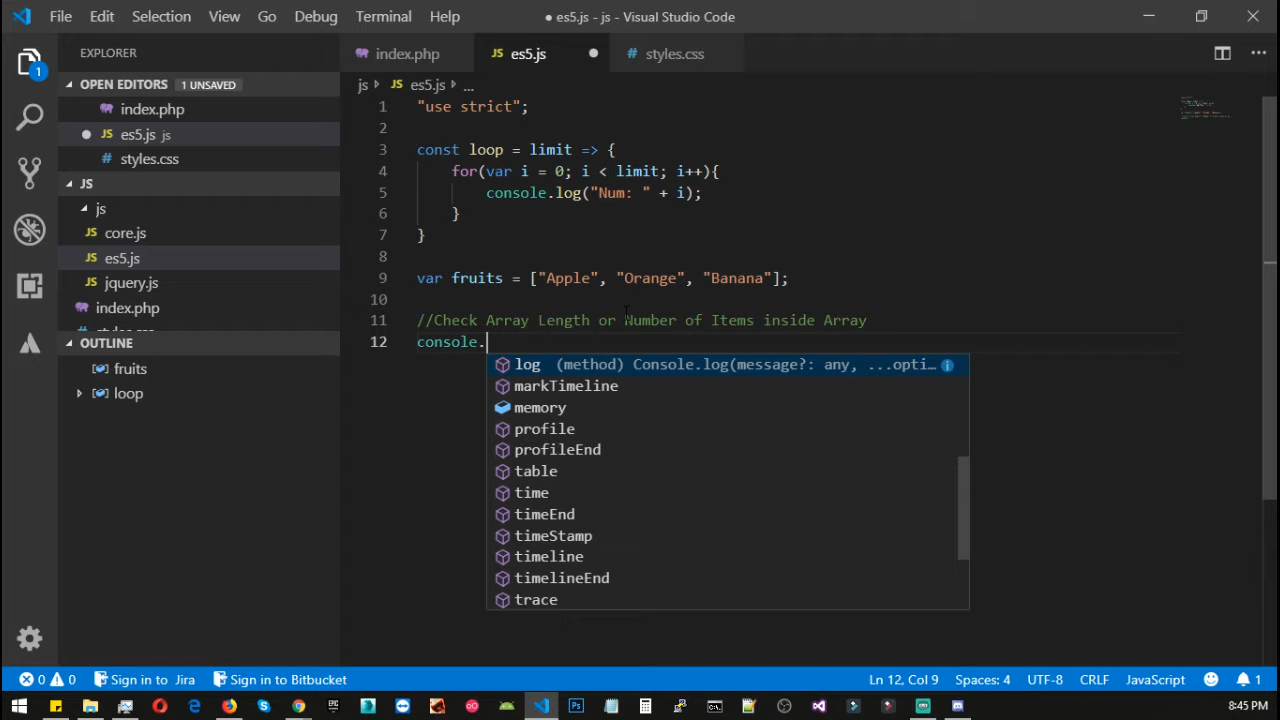 File Edit Selection View Go Debug Terminal Help ● es5.js - js - Visual Studio Code
EXPLORER
OPEN EDITORS 1 UNSAVED
index.php
es5.js js
styles.css
JS
js
core.js
es5.js
jquery.js
index.php
OUTLINE
fruits
loop
index.php JS es5.js # styles.css
js JS es5.js ...
1 "use strict";
2
3 const loop = limit => {
4 for(var i = 0; i < limit; i++){
5 console.log("Num: " + i);
6 }
7 }
8
9 var fruits = ["Apple", "Orange", "Banana"];
10
11 //Check Array Length or Number of Items inside Array
12 console.
log (method) Console.log(message?: any, ...opti…
markTimeline
memory
profile
profileEnd
table
time
timeEnd
timeStamp
timeline
timelineEnd
trace
0 0 Sign in to Jira Sign in to Bitbucket Ln 12, Col 9 Spaces: 4 UTF-8 CRLF JavaScript 1
8:45 PM